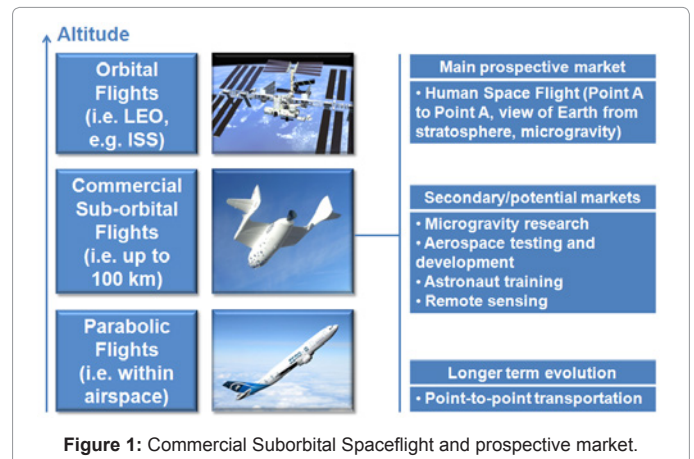 Altitude
Orbital
Flights
(i.e. LEO,
e.g. ISS)
Commercial
Sub-orbital
Flights
(i.e. up to
100 km)
Parabolic
Flights
(i.e. within
airspace)
Main prospective market
• Human Space Flight (Point A
to Point A, view of Earth from
stratosphere, microgravity)
Secondary/potential markets
• Microgravity research
• Aerospace testing and
development
• Astronaut training
• Remote sensing
Longer term evolution
• Point-to-point transportation
Figure 1: Commercial Suborbital Spaceflight and prospective market.